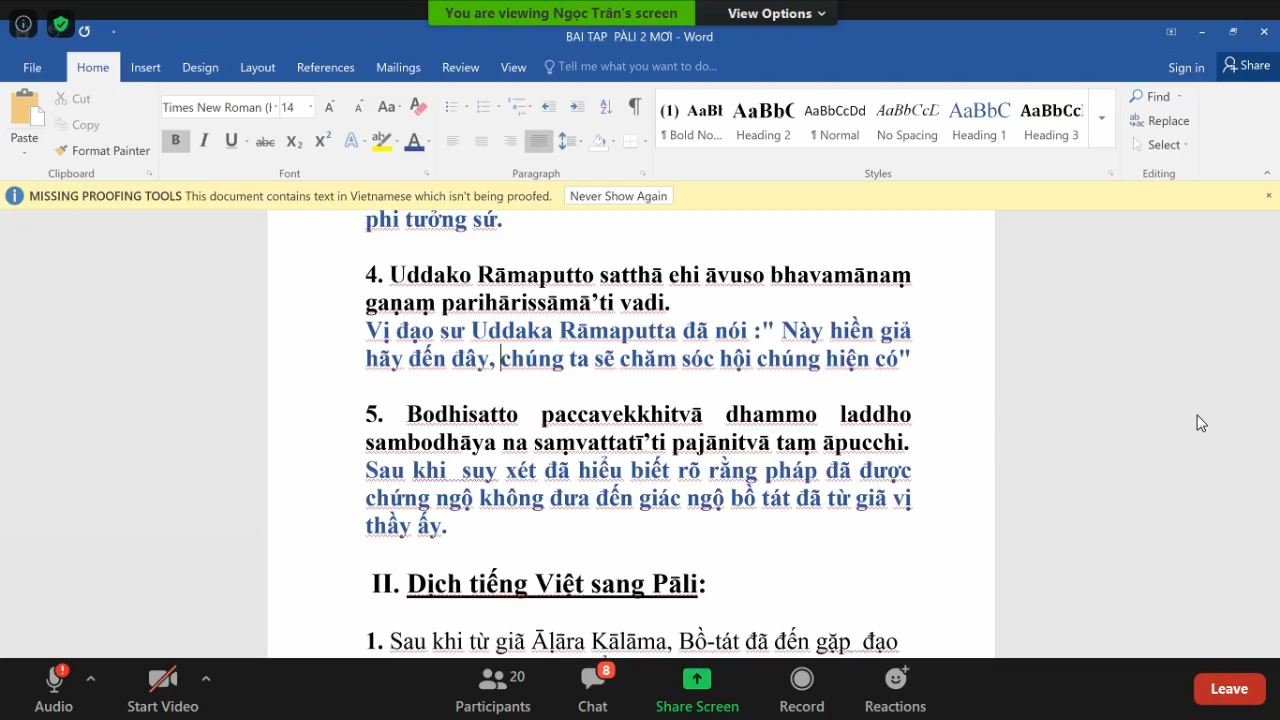 You are viewing Ngọc Trân's screen
View Options
BAI TAP PÀLI 2 MƠI - Word
File Home Insert Design Layout References Mailings Review View Tell me what you want to do... Sign in Share
Paste
Cut
Copy
Format Painter
Times New Roman (H 14
(1) AaBl AaBbC AaBbCcDd AaBbCcD AaBbC AaBbCc
¶ Bold No... Heading 2 ¶ Normal No Spacing Heading 1 Heading 3
Find
Replace
Select
Clipboard Font Paragraph Styles Editing
MISSING PROOFING TOOLS This document contains text in Vietnamese which isn't being proofed. Never Show Again
phi tưởng sứ.
4. Uddako Rāmaputto satthā ehi āvuso bhavamānaṃ
gaṇaṃ parihārissāmā’ti vadi.
Vị đạo sư Uddaka Rāmaputta đã nói :" Này hiền giả
hãy đến đây, chúng ta sẽ chăm sóc hội chúng hiện có"
5. Bodhisatto paccavekkhitvā dhammo laddho
sambodhāya na saṃvattatī’ti pajānitvā taṃ āpucchi.
Sau khi suy xét đã hiểu biết rõ rằng pháp đã được
chứng ngộ không đưa đến giác ngộ bồ tát đã từ giã vị
thầy ấy.
II. Dịch tiếng Việt sang Pāli:
1. Sau khi từ giã Āḷāra Kālāma, Bồ-tát đã đến gặp đạo
Audio
Start Video
Participants 20
Chat 8
Share Screen
Record
Reactions
Leave